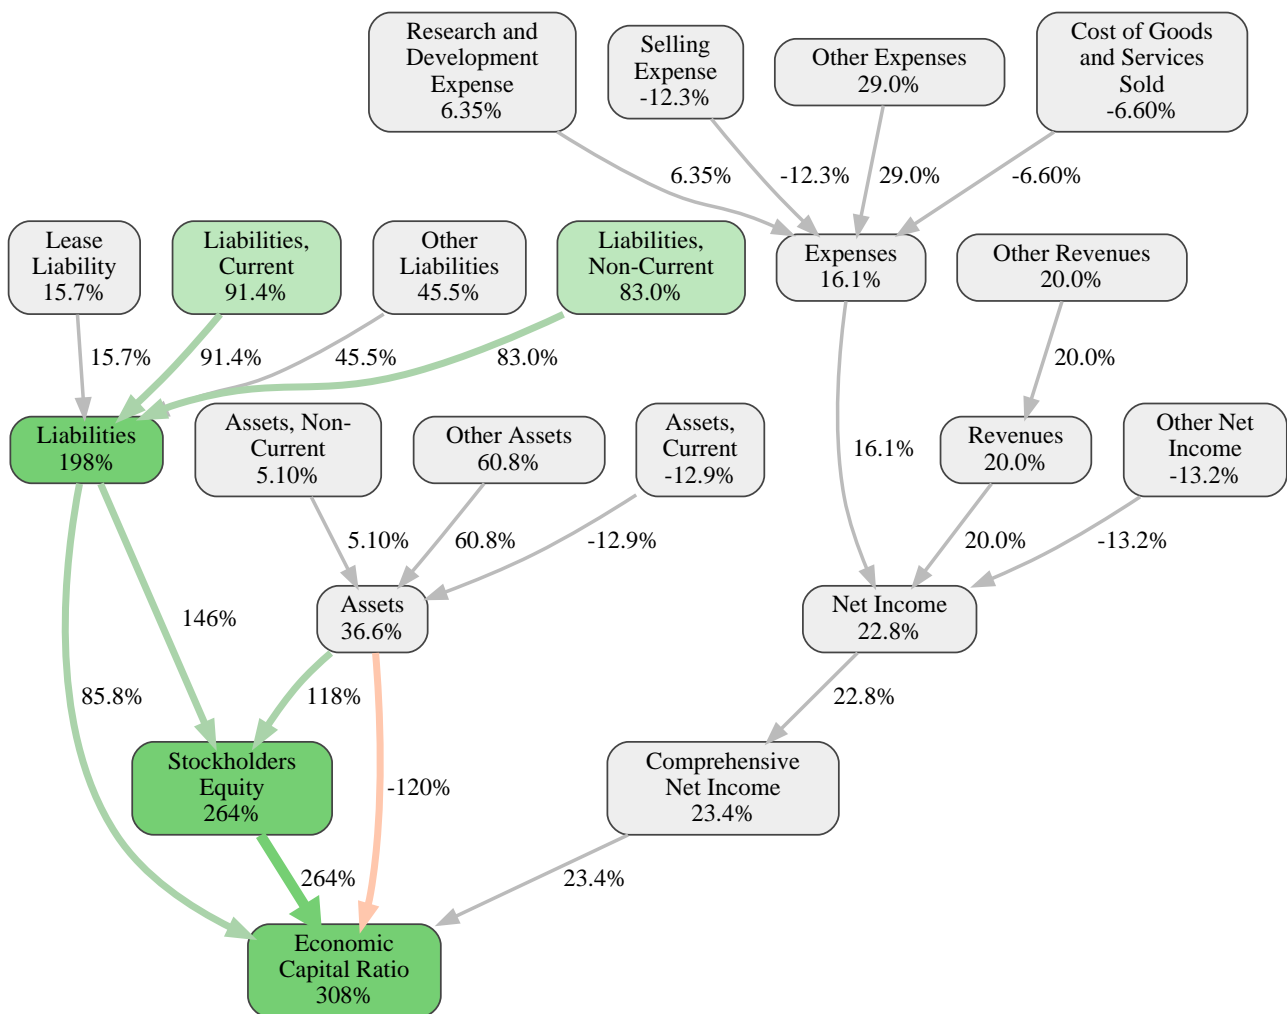 Research and
Development
Expense
6.35%
Selling
Expense
-12.3%
Other Expenses
29.0%
Cost of Goods
and Services
Sold
-6.60%
6.35%
-12.3%
29.0%
-6.60%
Lease
Liability
15.7%
Liabilities,
Current
91.4%
Other
Liabilities
45.5%
Liabilities,
Non-Current
83.0%
Expenses
16.1%
Other Revenues
20.0%
15.7%
91.4%
45.5%
83.0%
20.0%
Liabilities
198%
Assets, Non-
Current
5.10%
Other Assets
60.8%
Assets,
Current
-12.9%
16.1%
Revenues
20.0%
Other Net
Income
-13.2%
5.10%
60.8%
-12.9%
20.0%
-13.2%
146%
Assets
36.6%
Net Income
22.8%
85.8%
118%
22.8%
Stockholders
Equity
264%
-120%
Comprehensive
Net Income
23.4%
264%
23.4%
Economic
Capital Ratio
308%